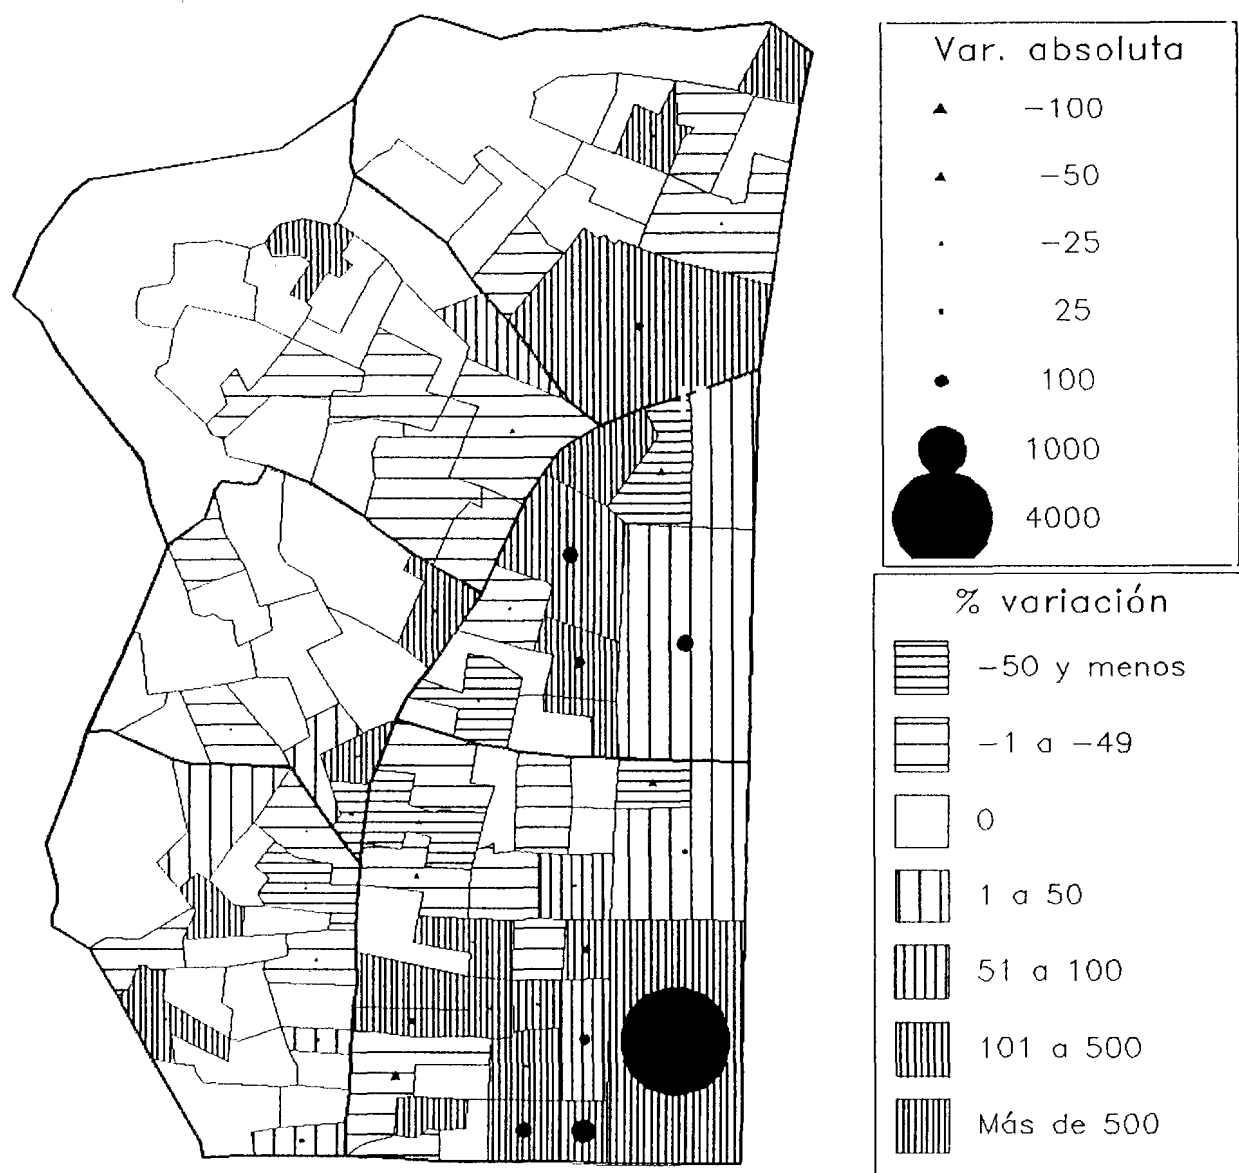 Var. absoluta
-100
-50
-25
25
100
1000
4000
% variación
-50 y menos
-1 a -49
0
1 a 50
51 a 100
101 a 500
Más de 500